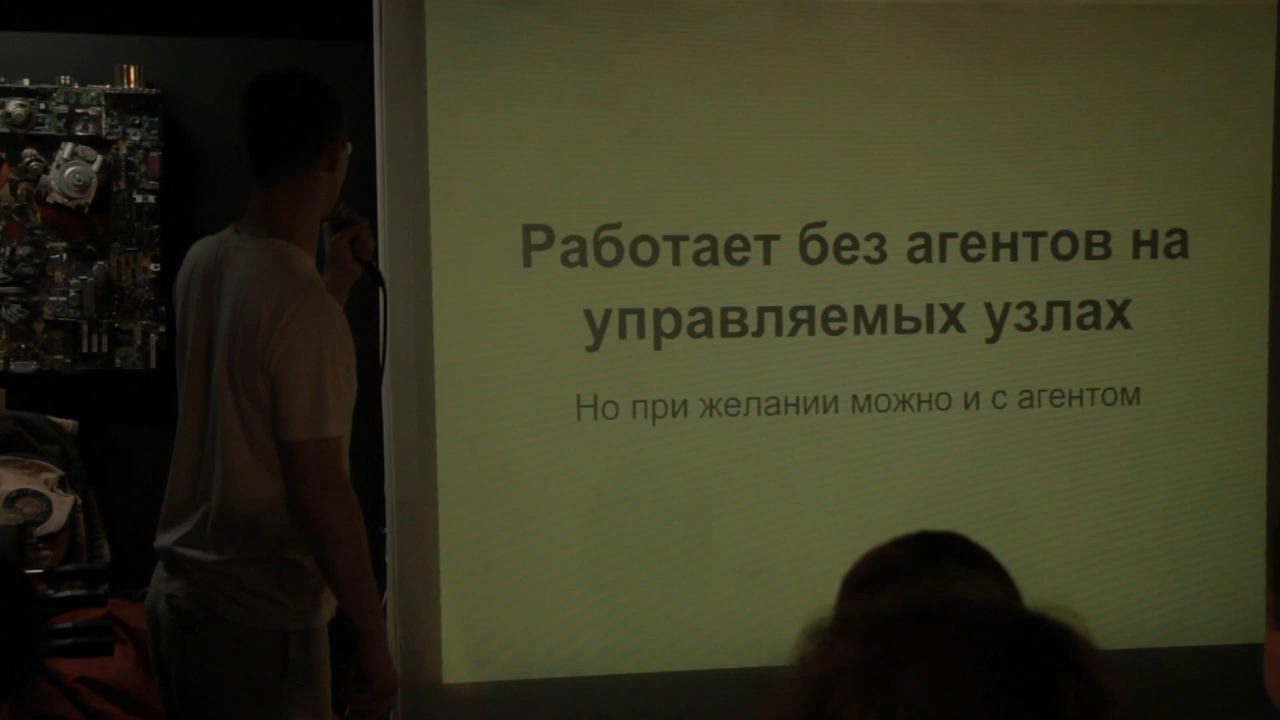 Работает без агентов на
управляемых узлах
Но при желании можно и с агентом